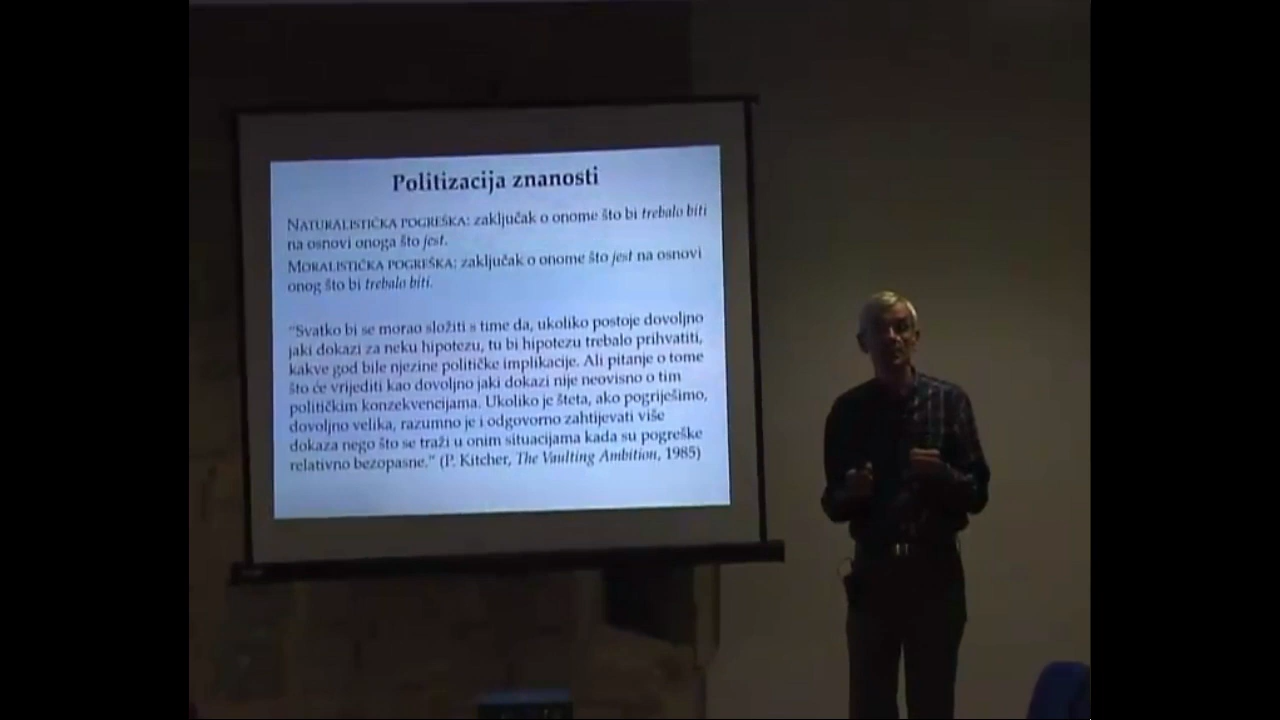 Politizacija znanosti
NATURALISTIČKA POGREŠKA: zaključak o onome što bi trebalo biti
na osnovi onoga što jest.
MORALISTIČKA POGREŠKA: zaključak o onome što jest na osnovi
onog što bi trebalo biti.
"Svatko bi se morao složiti s time da, ukoliko postoje dovoljno
jaki dokazi za neku hipotezu, tu bi hipotezu trebalo prihvatiti,
kakve god bile njezine političke implikacije. Ali pitanje o tome
što će vrijediti kao dovoljno jaki dokazi nije neovisno o tim
političkim konzekvencijama. Ukoliko je šteta, ako pogriješimo,
dovoljno velika, razumno je i odgovorno zahtijevati više
dokaza nego što se traži u onim situacijama kada su pogreške
relativno bezopasne." (P. Kitcher, The Vaulting Ambition, 1985)